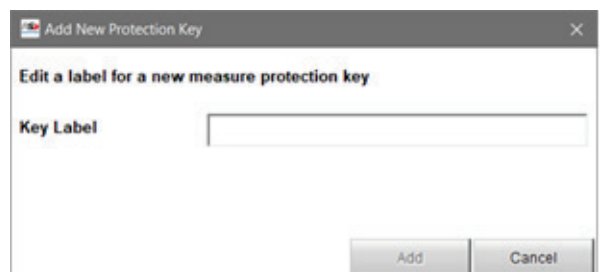 Add New Protection Key
Edit a label for a new measure protection key
Key Label
Add Cancel